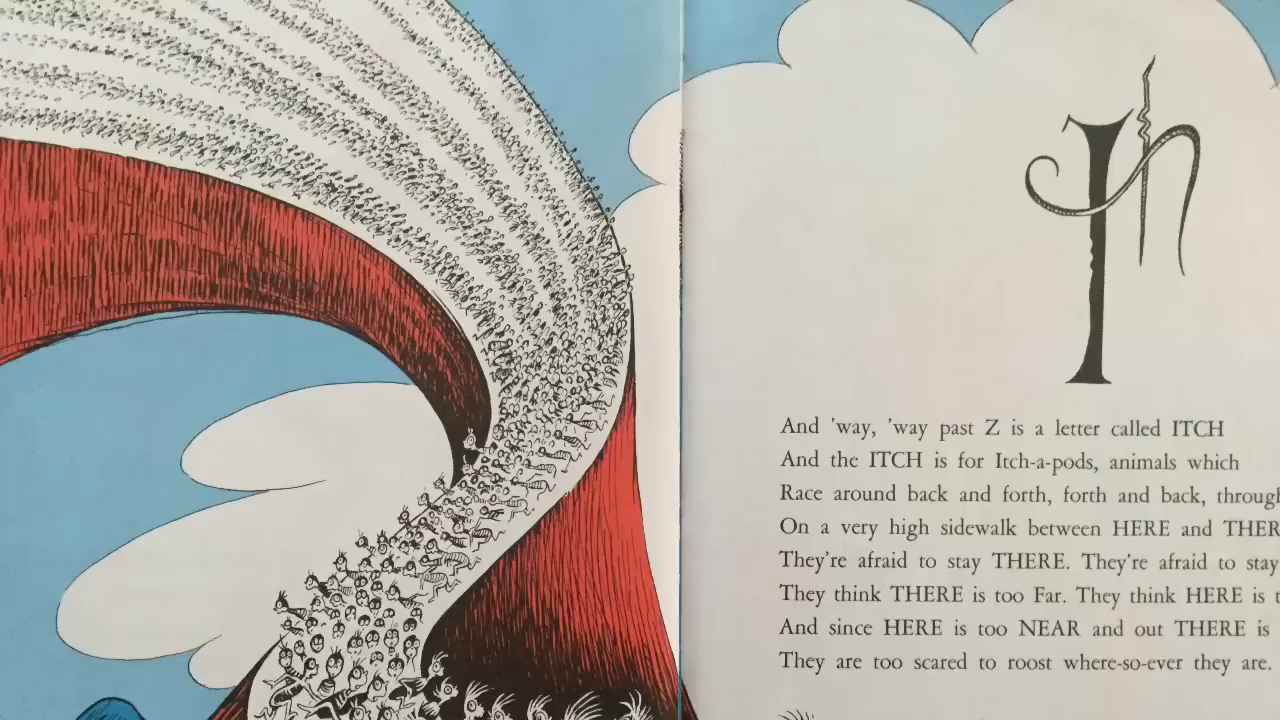 And 'way, 'way past Z is a letter called ITCH
And the ITCH is for Itch-a-pods, animals which
Race around back and forth, forth and back, through
On a very high sidewalk between HERE and
They're afraid to stay THERE. They're afraid to stay
They think THERE is too Far. They think HERE is
And since HERE is too NEAR and out THERE is
They are too scared to roost where-so-ever they are.